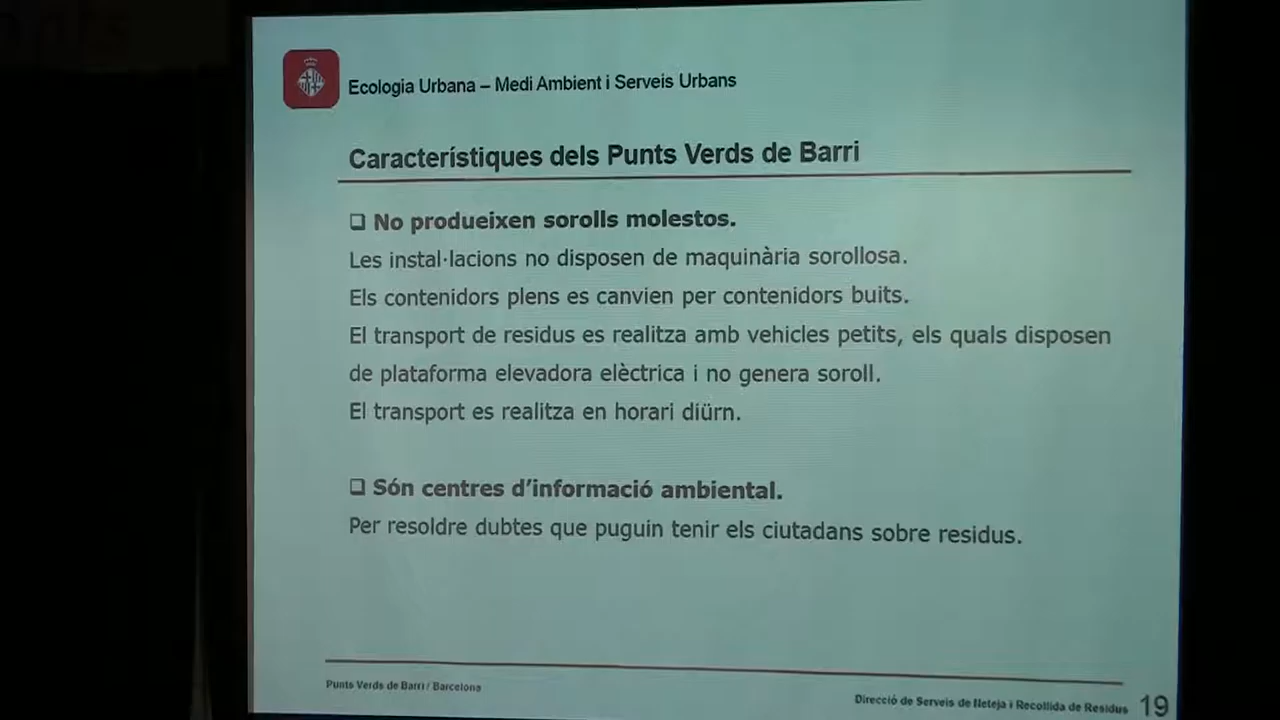 Ecologia Urbana – Medi Ambient i Serveis Urbans
Característiques dels Punts Verds de Barri
❑ No produeixen sorolls molestos.
Les instal·lacions no disposen de maquinària sorollosa.
Els contenidors plens es canvien per contenidors buits.
El transport de residus es realitza amb vehicles petits, els quals disposen
de plataforma elevadora elèctrica i no genera soroll.
El transport es realitza en horari diürn.
❑ Són centres d'informació ambiental.
Per resoldre dubtes que puguin tenir els ciutadans sobre residus.
Punts Verds de Barri / Barcelona
Direcció de Serveis de Neteja i Recollida de Residus 19